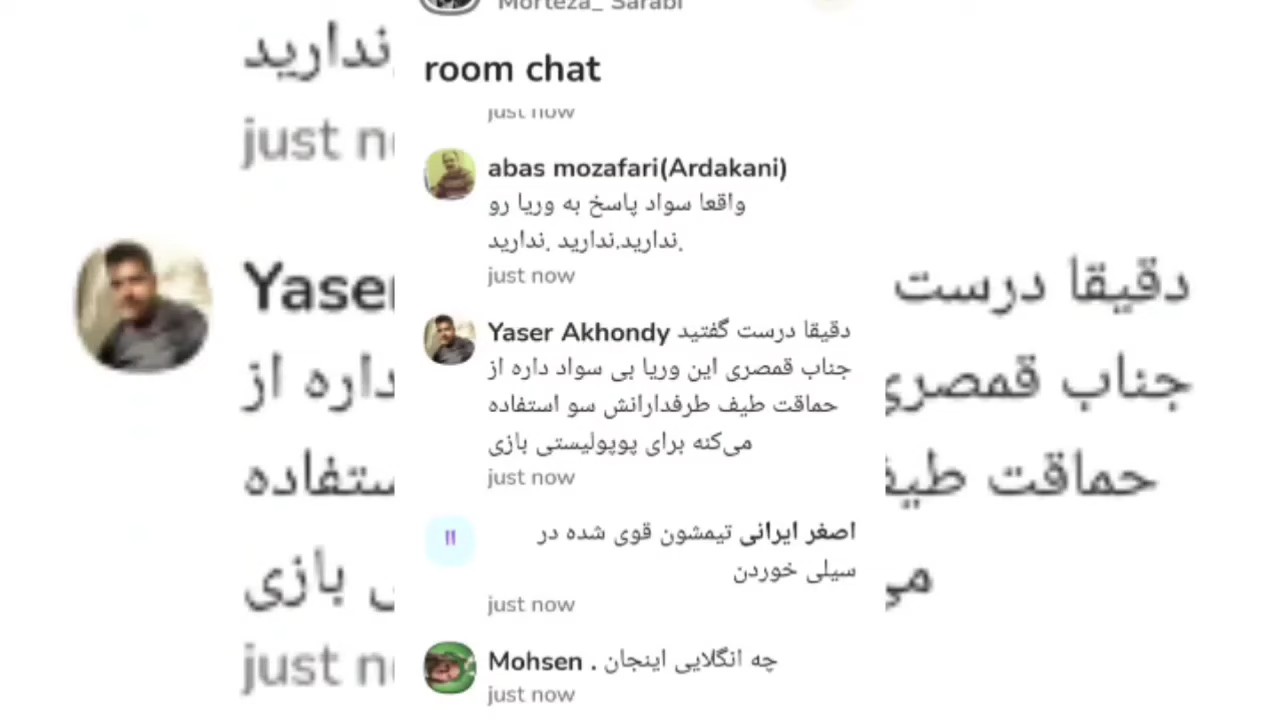 Morteza_ Sarabi
room chat
just now
abas mozafari(Ardakani)
واقعا سواد پاسخ به وریا رو
ندارید.ندارید .ندارید.
just now
Yaser Akhondy دقیقا درست گفتید
جناب قمصری این وریا بی سواد داره از
حماقت طیف طرفدارانش سو استفاده
می‌کنه برای پوپولیستی بازی
just now
اصغر ایرانی تیمشون قوی شده در
سیلی خوردن
just now
Mohsen . چه انگلایی اینجان
just now